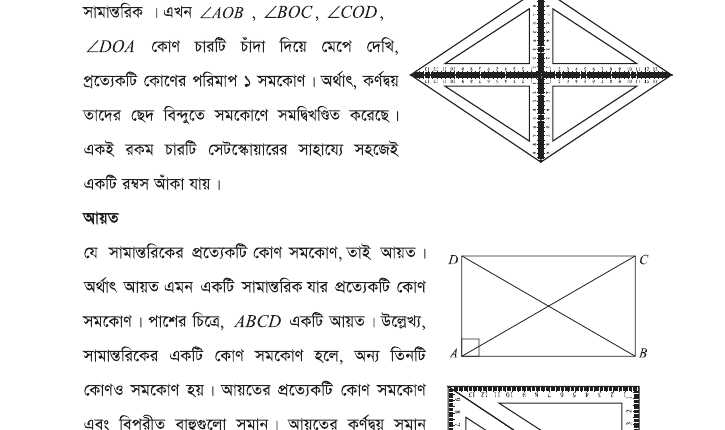 সামান্তরিক । এখন ∠AOB , ∠BOC , ∠COD ,
∠DOA কোণ চারটি চাঁদা দিয়ে মেপে দেখি,
প্রত্যেকটি কোণের পরিমাপ ১ সমকোণ । অর্থাৎ, কর্ণদ্বয়
তাদের ছেদ বিন্দুতে সমকোণে সমদ্বিখণ্ডিত করেছে ।
একই রকম চারটি সেটস্কোয়ারের সাহায্যে সহজেই
একটি রম্বস আঁকা যায় ।
আয়ত
যে সামান্তরিকের প্রত্যেকটি কোণ সমকোণ, তাই আয়ত ।
অর্থাৎ আয়ত এমন একটি সামান্তরিক যার প্রত্যেকটি কোণ
সমকোণ । পাশের চিত্রে, ABCD একটি আয়ত । উল্লেখ্য,
সামান্তরিকের একটি কোণ সমকোণ হলে, অন্য তিনটি
কোণও সমকোণ হয় । আয়তের প্রত্যেকটি কোণ সমকোণ
এবং বিপরীত বাহুগুলো সমান । আয়তের কর্ণদ্বয় সমান
D C
A B